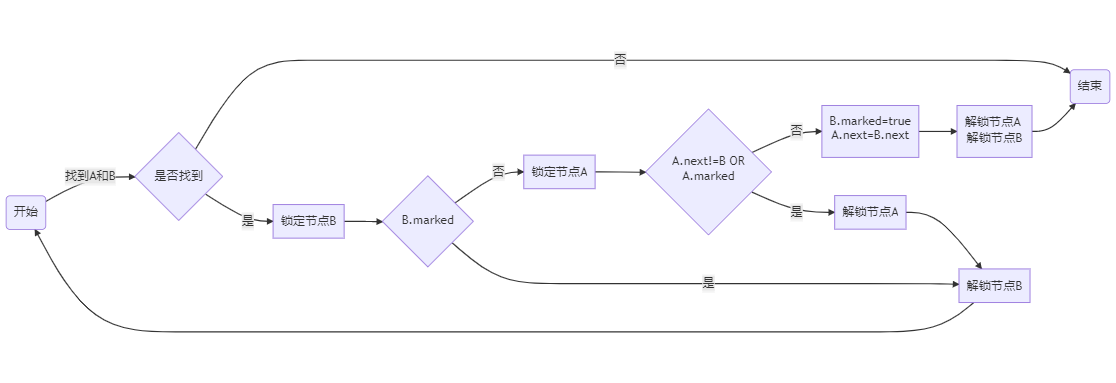 开始
找到A和B
是否找到
否
是
锁定节点B
B.marked
否
是
锁定节点A
A.next!=B OR
A.marked
否
是
B.marked=true
A.next=B.next
解锁节点A
解锁节点B
解锁节点A
解锁节点B
结束